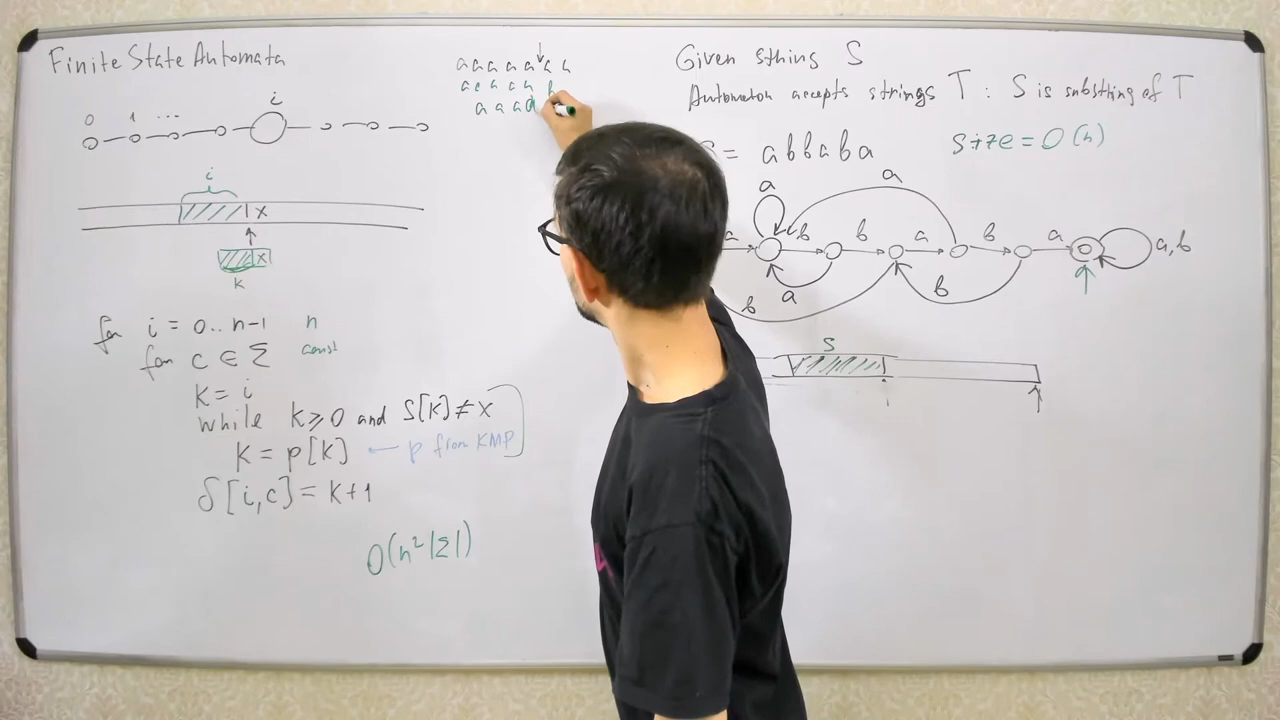 Finite State Automata
0 1 ... i
i
x
x
k
for i = 0..n-1 n
for c ∈ Σ const
k = i
while k ≥ 0 and S[k] ≠ x
k = p[k] ← p from KMP
δ[i,c] = k+1
O(n²|Σ|)
a a a a a
a a a a
Given string S
Automaton accepts strings T : S is substring of T
= abbaba
size = O(n)
a
a
a b b a b a
a,b
a
b
b
S